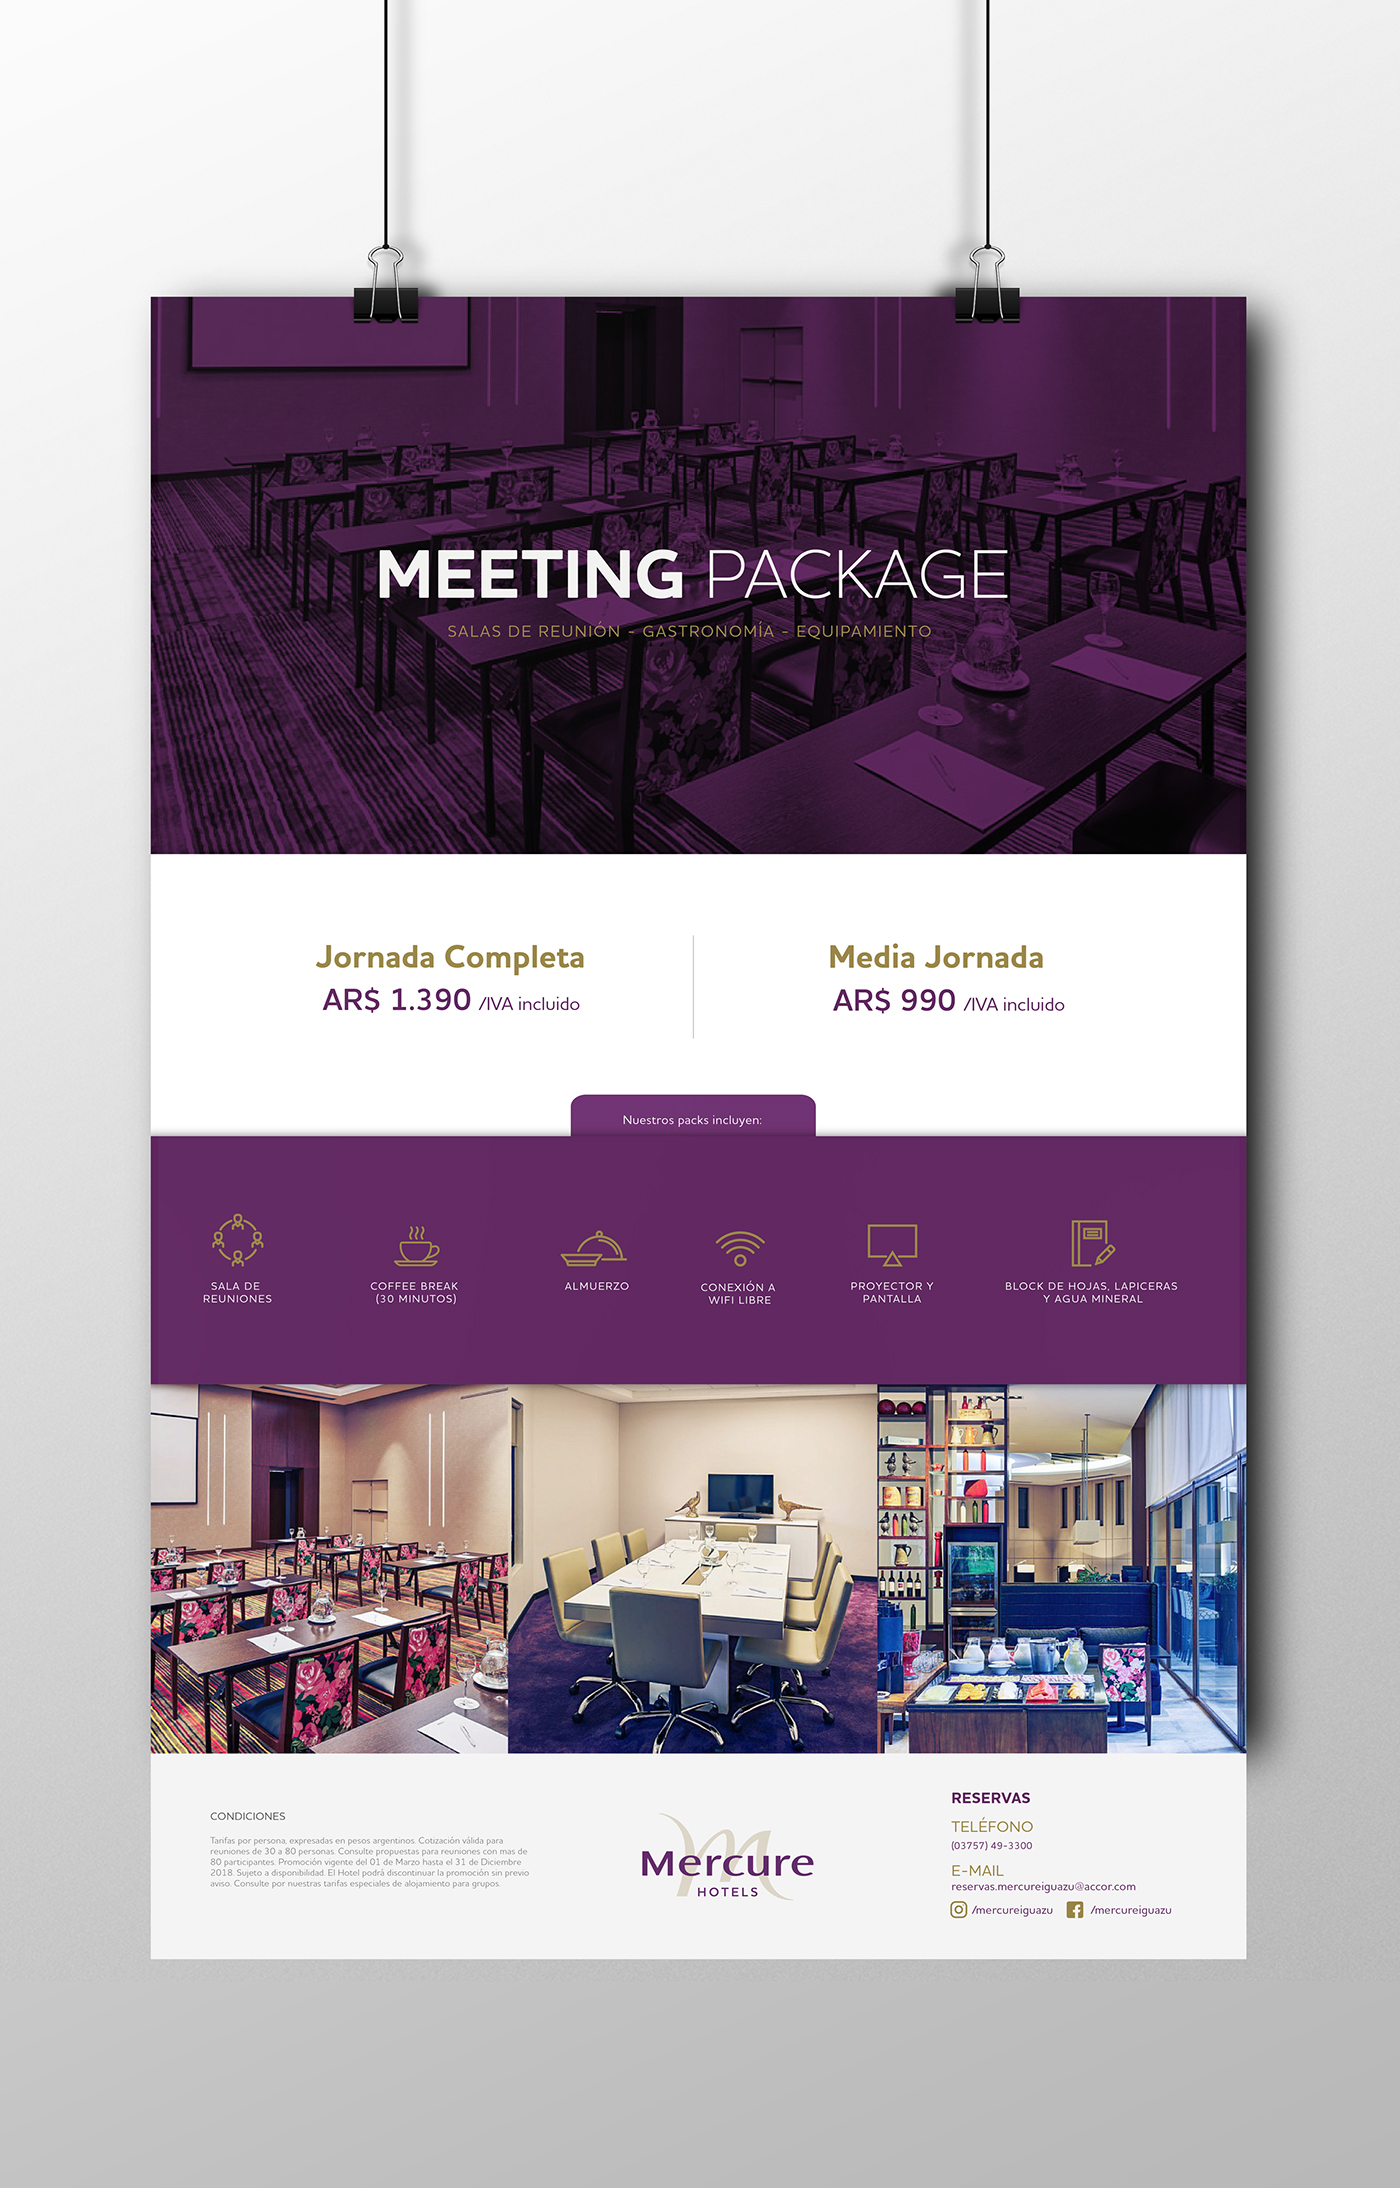 MEETING PACKAGE
SALAS DE REUNIÓN - GASTRONOMÍA - EQUIPAMIENTO
Jornada Completa
AR$ 1.390 /IVA incluido
Media Jornada
AR$ 990 /IVA incluido
Nuestros packs incluyen:
SALA DE
REUNIONES
COFFEE BREAK
(30 MINUTOS)
ALMUERZO
CONEXIÓN A
WIFI LIBRE
PROYECTOR Y
PANTALLA
BLOCK DE HOJAS, LAPICERAS
Y AGUA MINERAL
CONDICIONES
Tarifas por persona, expresadas en pesos argentinos. Cotización válida para
reuniones de 30 a 80 personas. Consulte propuestas para reuniones con mas de
80 participantes. Promoción vigente del 01 de Marzo hasta el 31 de Diciembre
2018. Sujeto a disponibilidad. El Hotel podrá discontinuar la promoción sin previo
aviso. Consulte por nuestras tarifas especiales de alojamiento para grupos.
m
Mercure
HOTELS
RESERVAS
TELÉFONO
(03757) 49-3300
E-MAIL
reservas.mercureiguazu@accor.com
/mercureiguazu /mercureiguazu